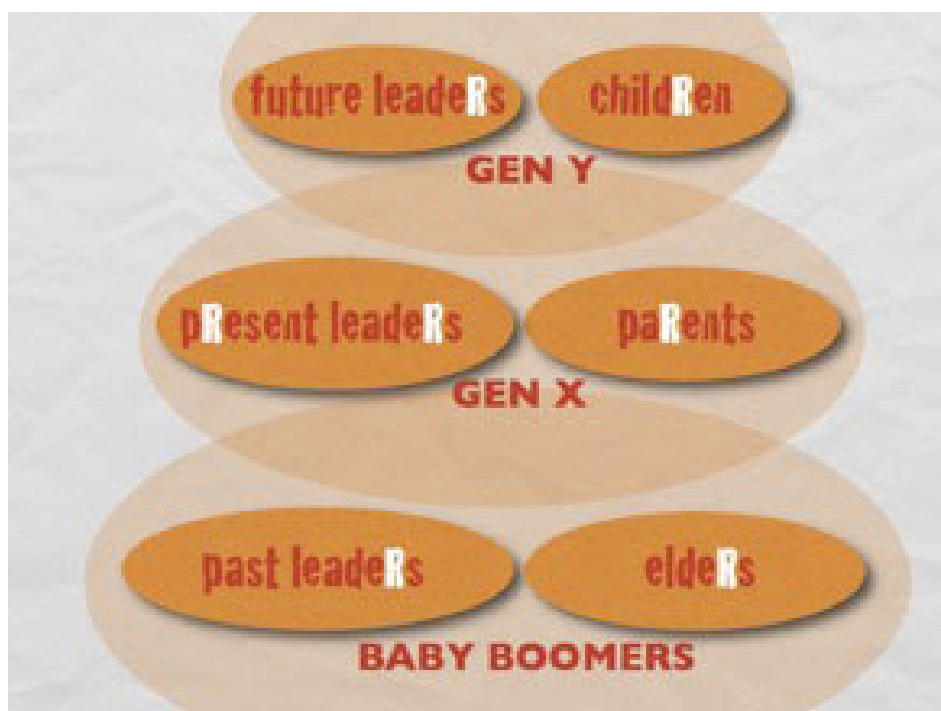 future leadeRs childRen
GEN Y
pResent leadeRs paRents
GEN X
past leadeRs eldeRs
BABY BOOMERS